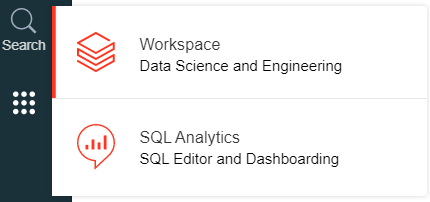 Search
Workspace
Data Science and Engineering
SQL Analytics
SQL Editor and Dashboarding